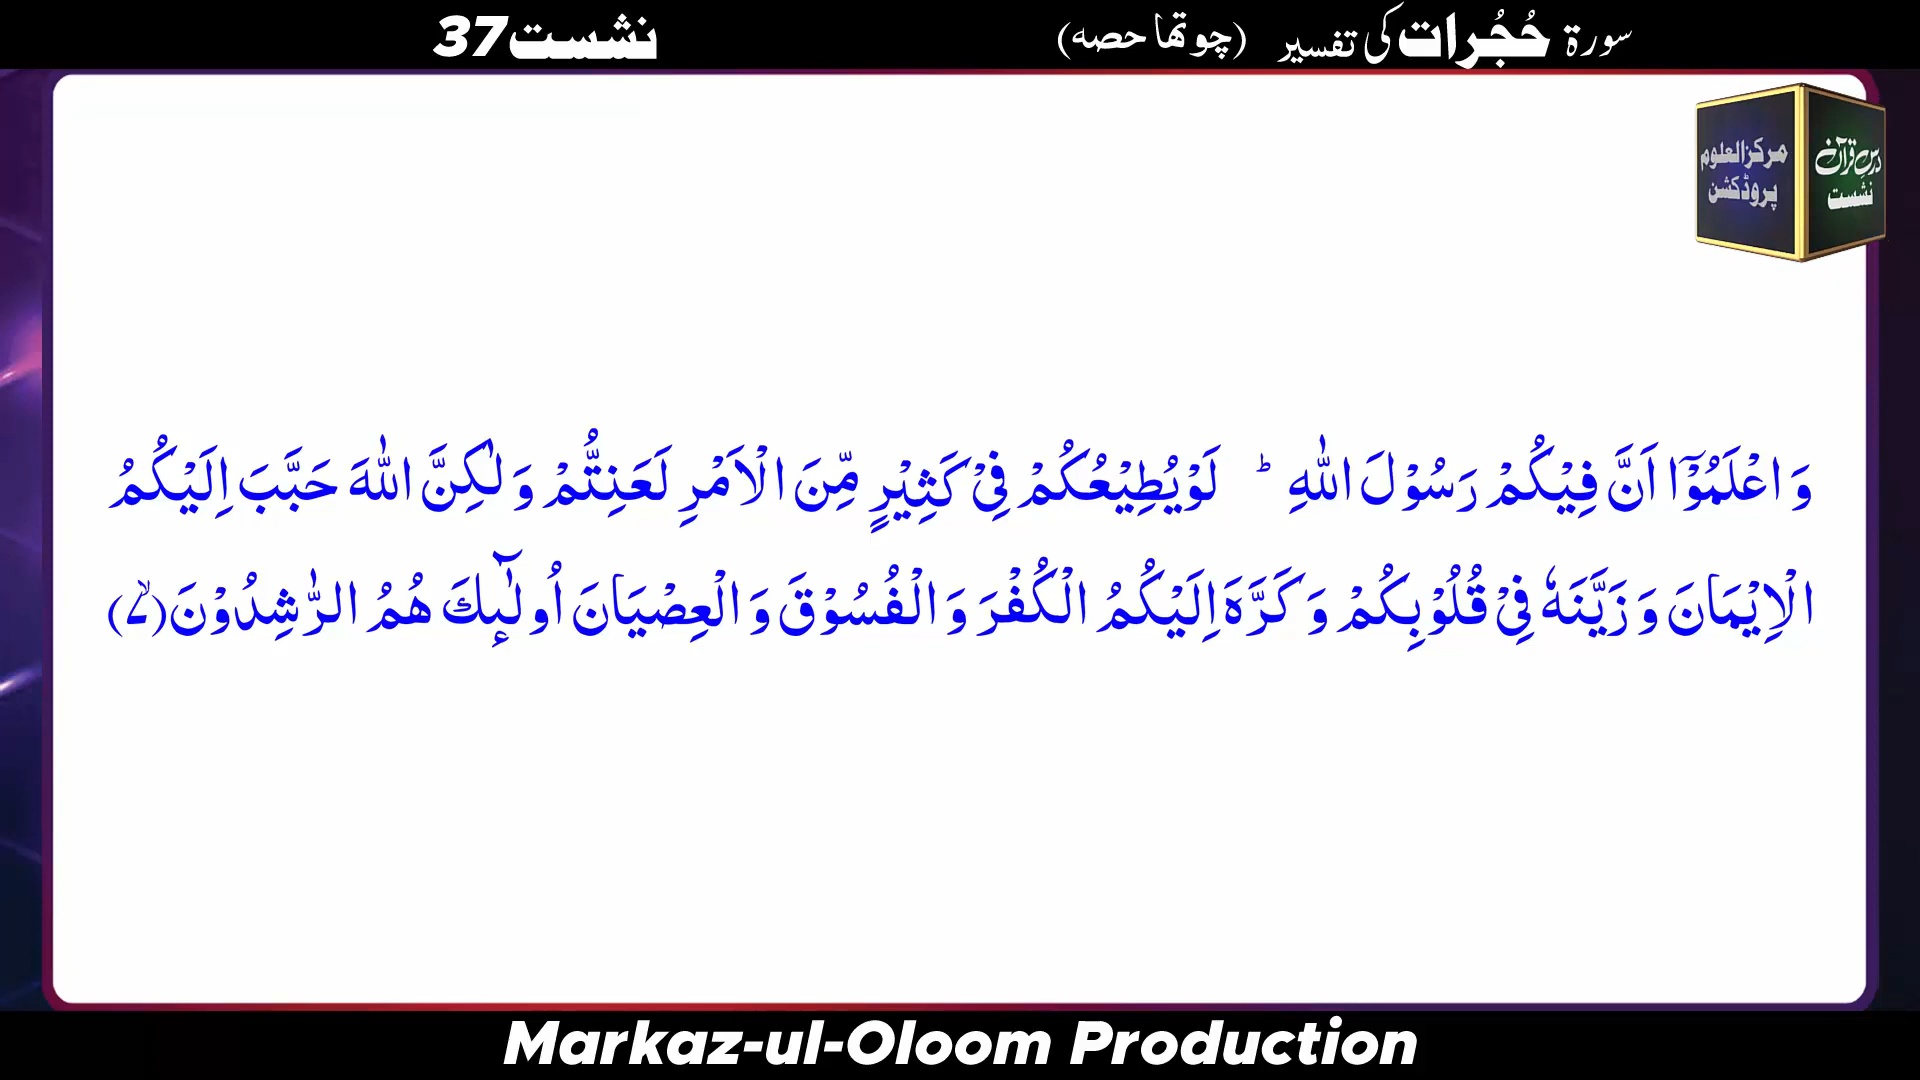 سورۃ حُجُرات کی تفسیر (چوتھا حصہ) نشست37
درسِ قرآن
نشست
مرکزالعلوم
پروڈکشن
وَ اعْلَمُوْۤا اَنَّ فِیْكُمْ رَسُوْلَ اللّٰهِ ؕ لَوْیُطِیْعُكُمْ فِیْ كَثِیْرٍ مِّنَ الْاَمْرِ لَعَنِتُّمْ وَ لٰكِنَّ اللّٰهَ حَبَّبَ اِلَیْكُمُ
الْاِیْمَانَ وَ زَیَّنَهٗ فِیْ قُلُوْبِكُمْ وَ كَرَّهَ اِلَیْكُمُ الْكُفْرَ وَ الْفُسُوْقَ وَ الْعِصْیَانَ اُولٰٓىٕكَ هُمُ الرّٰشِدُوْنَ(۷ۙ)
Markaz-ul-Oloom Production